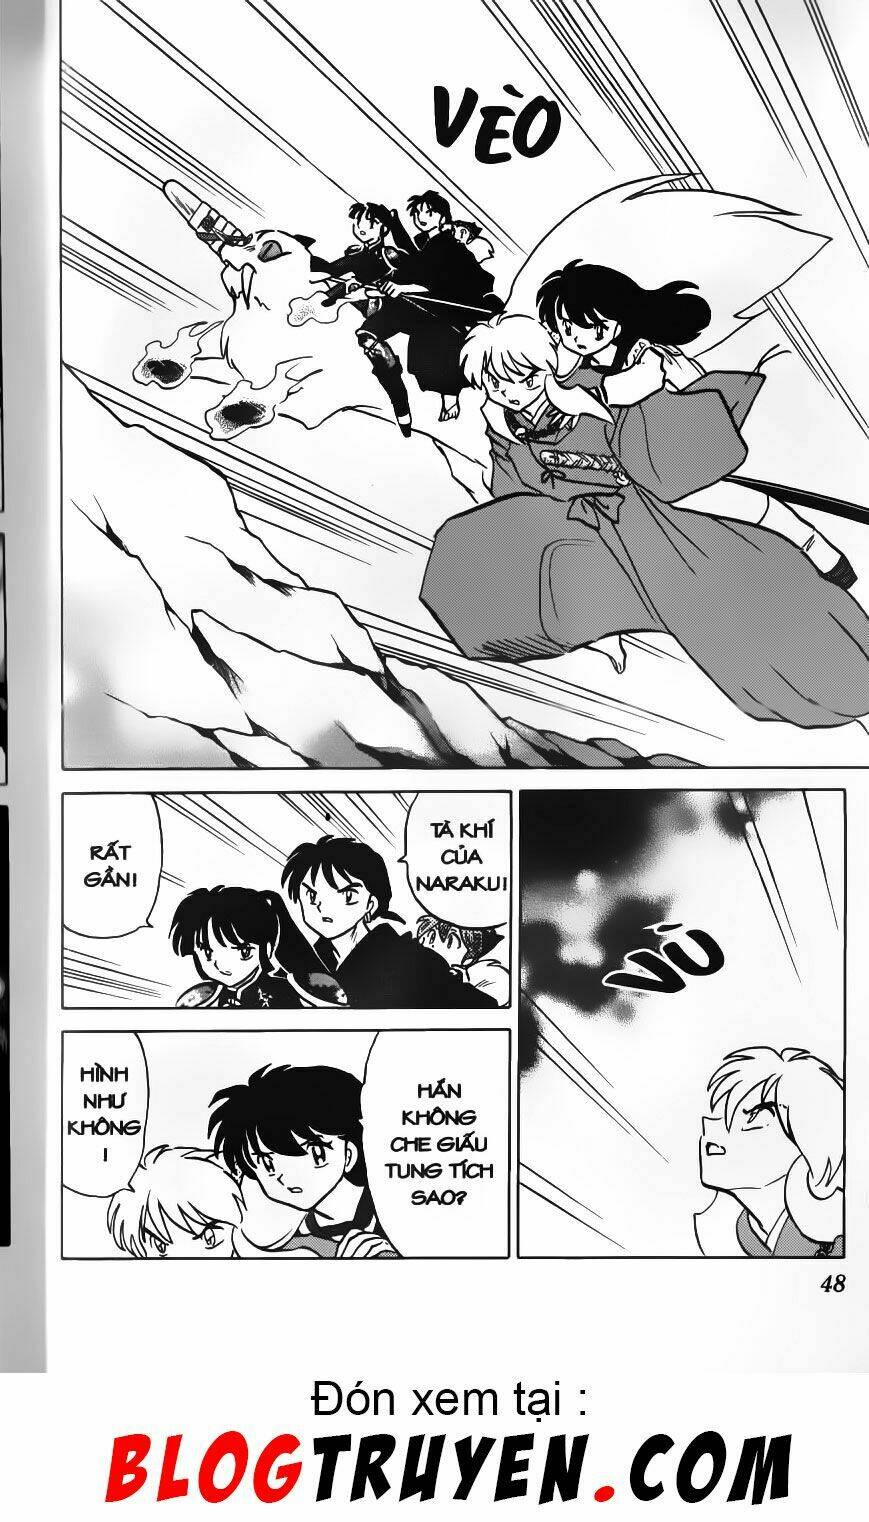 VÈO
TÀ KHÍ
CỦA
NARAKU!
RẤT
GẦN!
VÙ
HẮN
KHÔNG
CHE GIẤU
TUNG TÍCH
SAO?
HÌNH
NHƯ
KHÔNG
!
48
Đón xem tại :
BLOGTRUYEN.COM